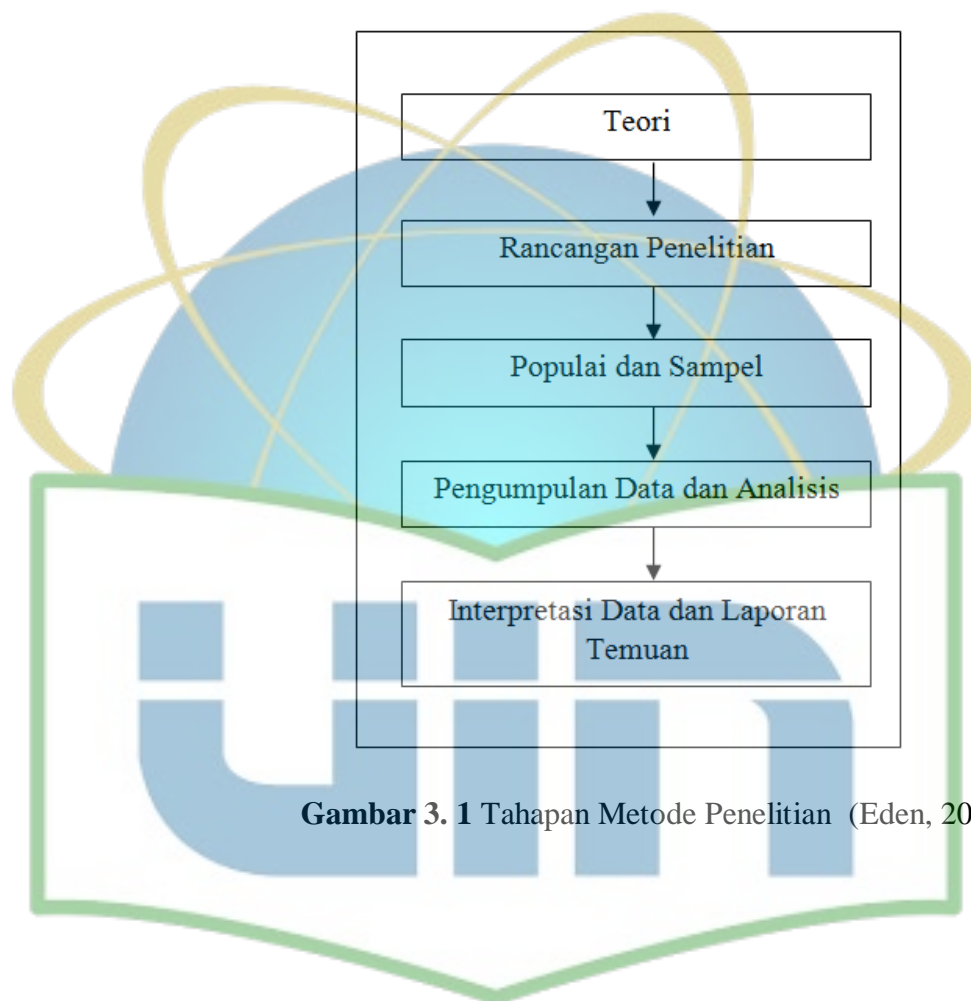 Teori
Rancangan Penelitian
Populai dan Sampel
Pengumpulan Data dan Analisis
Interpretasi Data dan Laporan
Temuan
Gambar 3. 1 Tahapan Metode Penelitian (Eden, 20
uin